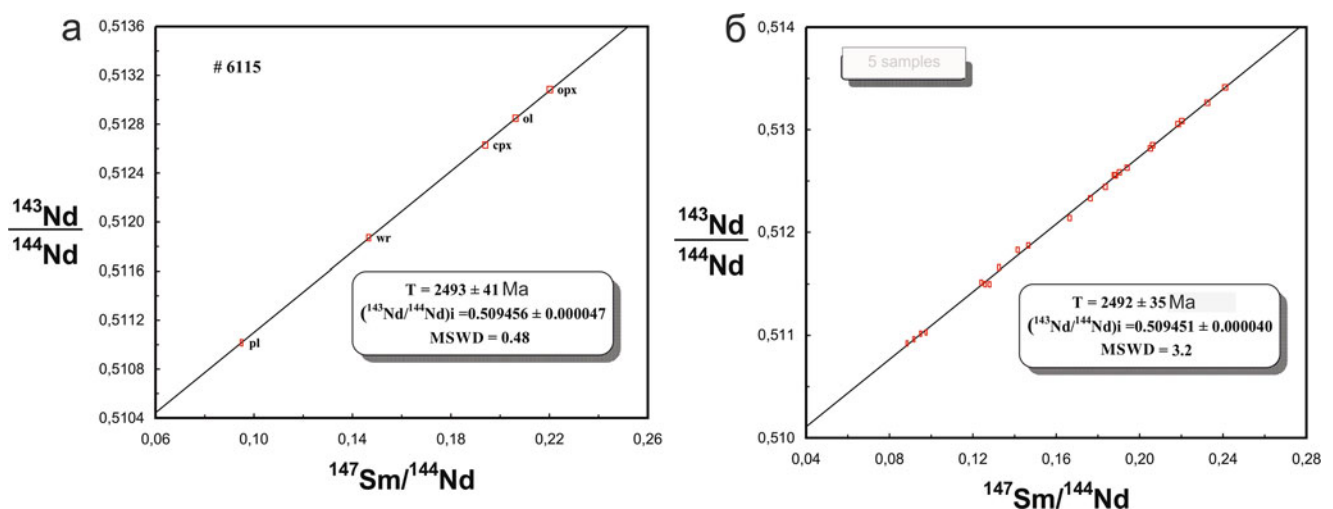 а
# 6115
0,5136
0,5132
0,5128
0,5124
0,5120
0,5116
0,5112
0,5108
0,5104
opx
ol
cpx
wr
pl
143Nd
144Nd
T = 2493 ± 41 Ma
(143Nd/144Nd)i =0.509456 ± 0.000047
MSWD = 0.48
0,06 0,10 0,14 0,18 0,22 0,26
147Sm/144Nd
б
5 samples
0,514
0,513
0,512
0,511
0,510
143Nd
144Nd
T = 2492 ± 35 Ma
(143Nd/144Nd)i =0.509451 ± 0.000040
MSWD = 3.2
0,04 0,08 0,12 0,16 0,20 0,24 0,28
147Sm/144Nd